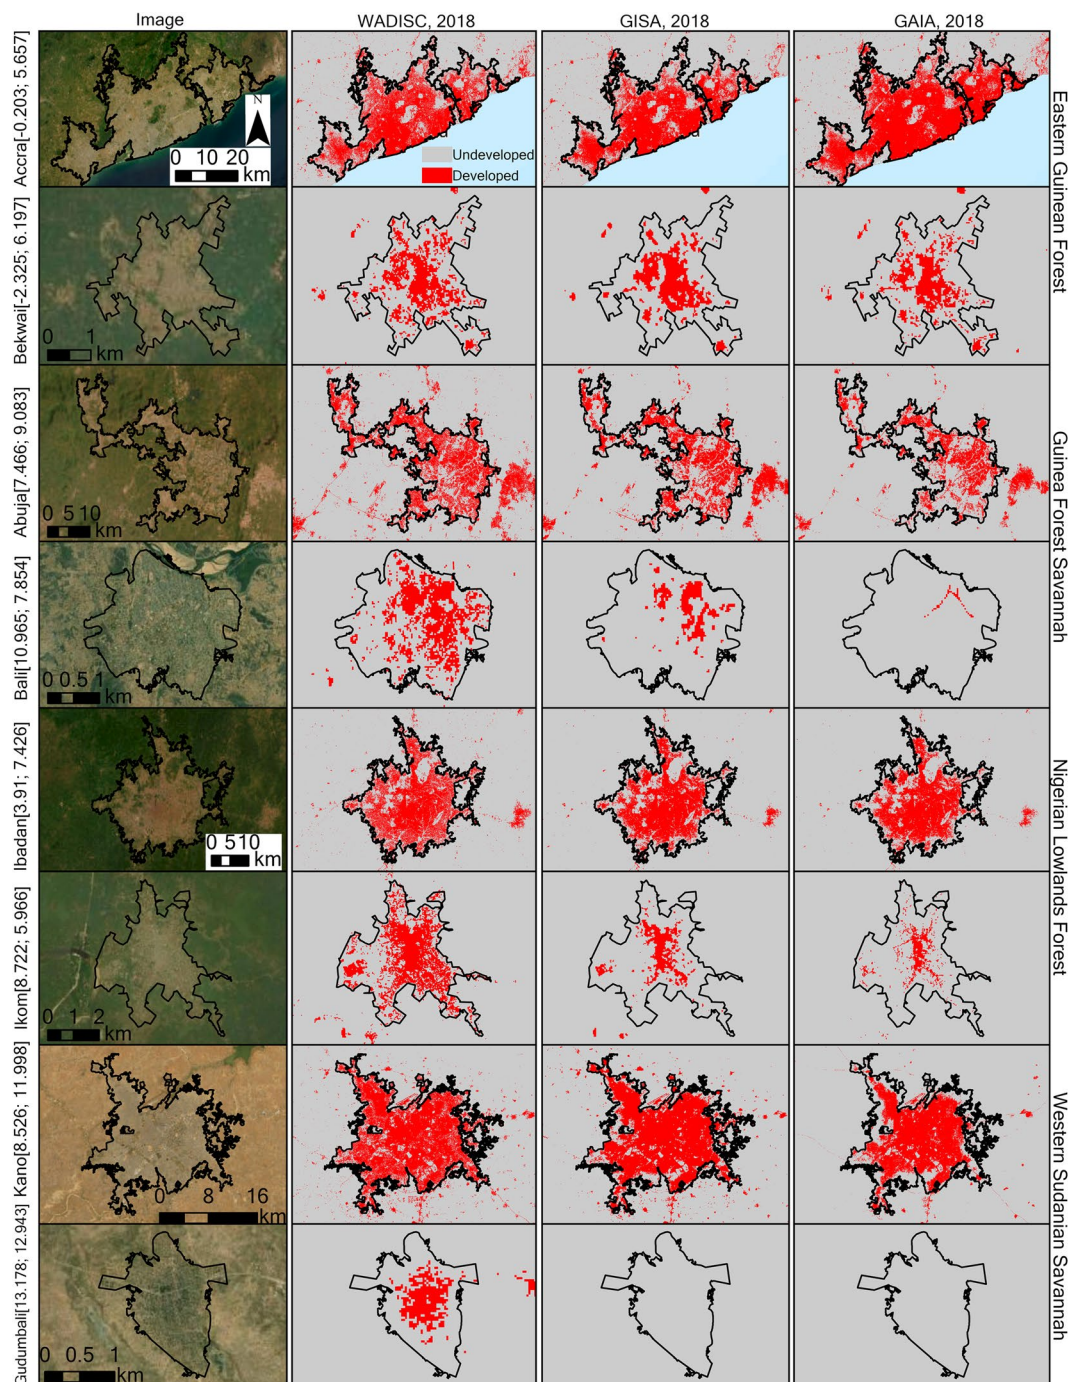 Image
WADISC, 2018
GISA, 2018
GAIA, 2018
Accra[-0.203; 5.657]
N
0 10 20
km
Undeveloped
Developed
Eastern Guinean Forest
Bekwai[-2.325; 6.197]
0 1
km
Abuja[7.466; 9.083]
0 5 10
km
Guinea Forest Savannah
Bali[10.965; 7.854]
0 0.5 1
km
Ibadan[3.91; 7.426]
0 510
km
Nigerian Lowlands Forest
Ikom[8.722; 5.966]
0 1 2
km
Kano[8.526; 11.998]
0 8 16
km
Western Sudanian Savannah
Gudumbali[13.178; 12.943]
0 0.5 1
km